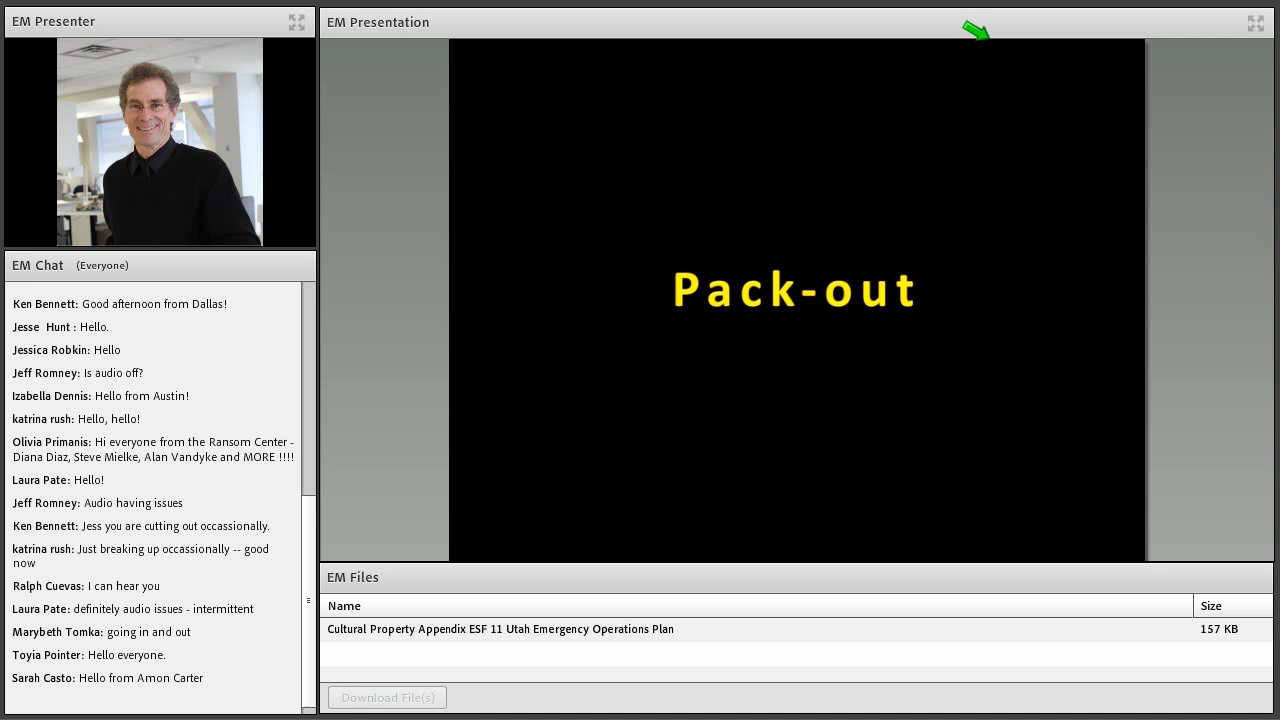 EM Presenter
EM Chat (Everyone)
Ken Bennett: Good afternoon from Dallas!
Jesse  Hunt : Hello.
Jessica Robkin: Hello
Jeff Romney: Is audio off?
Izabella Dennis: Hello from Austin!
katrina rush: Hello, hello!
Olivia Primanis: Hi everyone from the Ransom Center -
Diana Diaz, Steve Mielke, Alan Vandyke and MORE !!!!
Laura Pate: Hello!
Jeff Romney: Audio having issues
Ken Bennett: Jess you are cutting out occassionally.
katrina rush: Just breaking up occassionally -- good
now
Ralph Cuevas: I can hear you
Laura Pate: definitely audio issues - intermittent
Marybeth Tomka: going in and out
Toyia Pointer: Hello everyone.
Sarah Casto: Hello from Amon Carter
EM Presentation
Pack-out
EM Files
Name Size
Cultural Property Appendix ESF 11 Utah Emergency Operations Plan 157 KB
Download File(s)